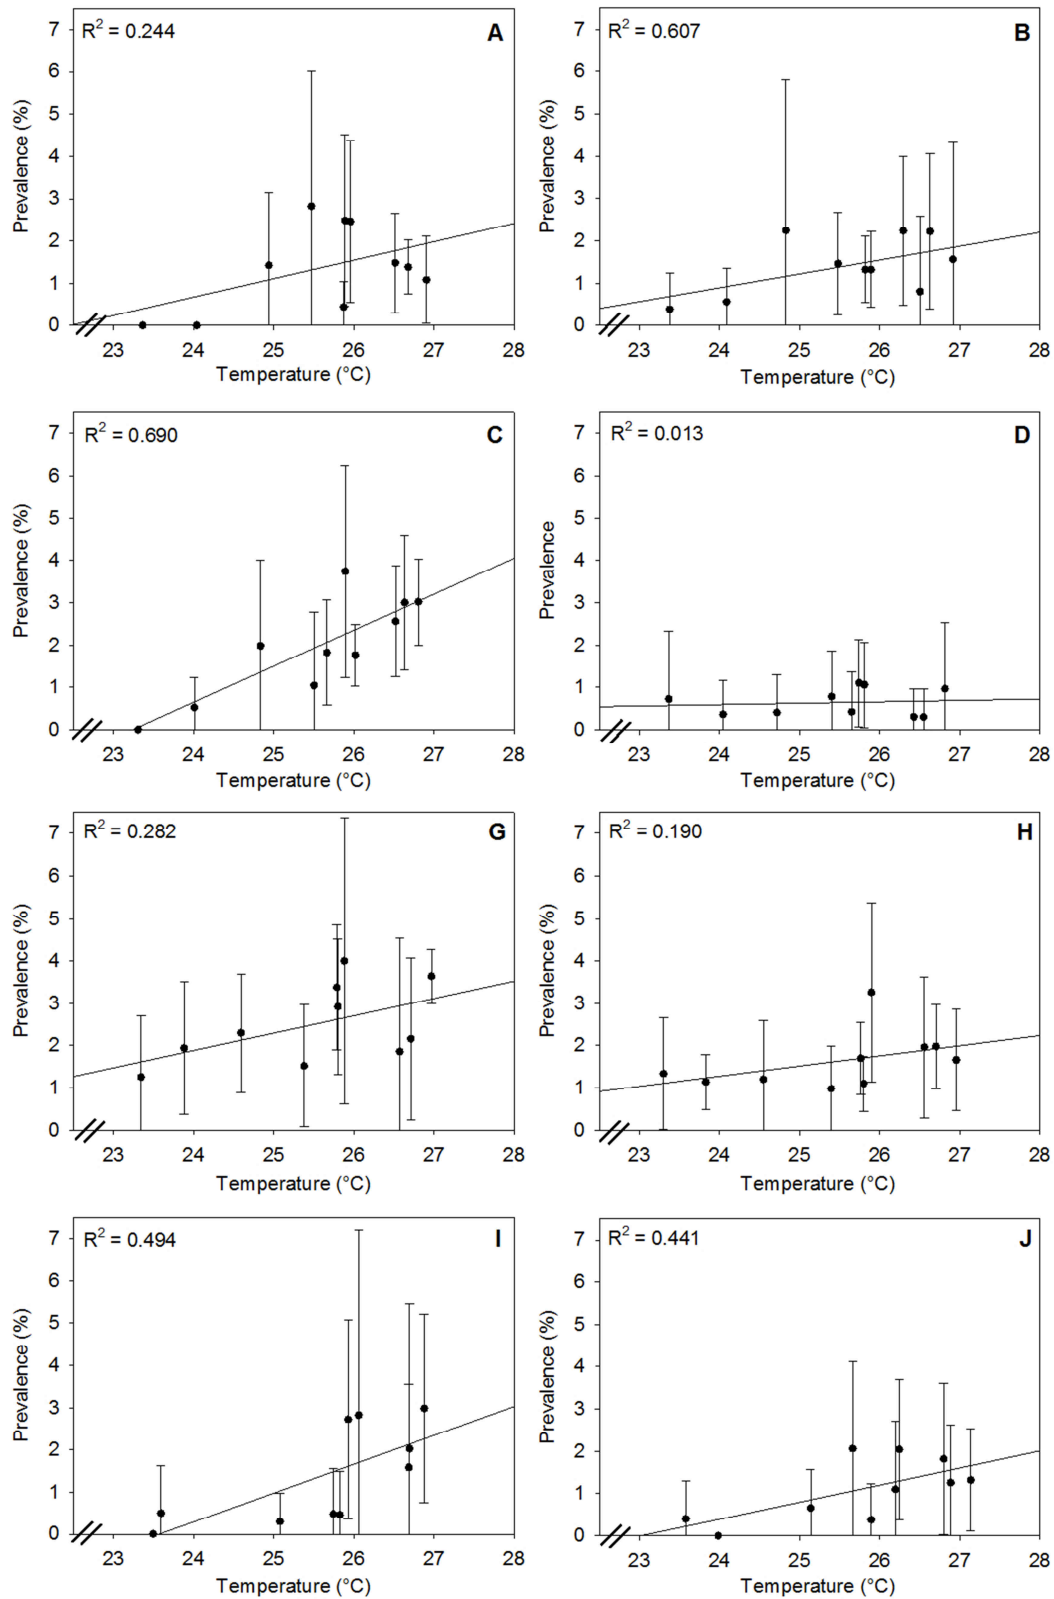 R² = 0.244
A
7
6
5
4
3
2
1
0
Prevalence (%)
23 24 25 26 27 28
Temperature (°C)
R² = 0.607
B
7
6
5
4
3
2
1
0
Prevalence (%)
23 24 25 26 27 28
Temperature (°C)
R² = 0.690
C
7
6
5
4
3
2
1
0
Prevalence (%)
23 24 25 26 27 28
Temperature (°C)
R² = 0.013
D
7
6
5
4
3
2
1
0
Prevalence
23 24 25 26 27 28
Temperature (°C)
R² = 0.282
G
7
6
5
4
3
2
1
0
Prevalence (%)
23 24 25 26 27 28
Temperature (°C)
R² = 0.190
H
7
6
5
4
3
2
1
0
Prevalence (%)
23 24 25 26 27 28
Temperature (°C)
R² = 0.494
I
7
6
5
4
3
2
1
0
Prevalence (%)
23 24 25 26 27 28
Temperature (°C)
R² = 0.441
J
7
6
5
4
3
2
1
0
Prevalence (%)
23 24 25 26 27 28
Temperature (°C)